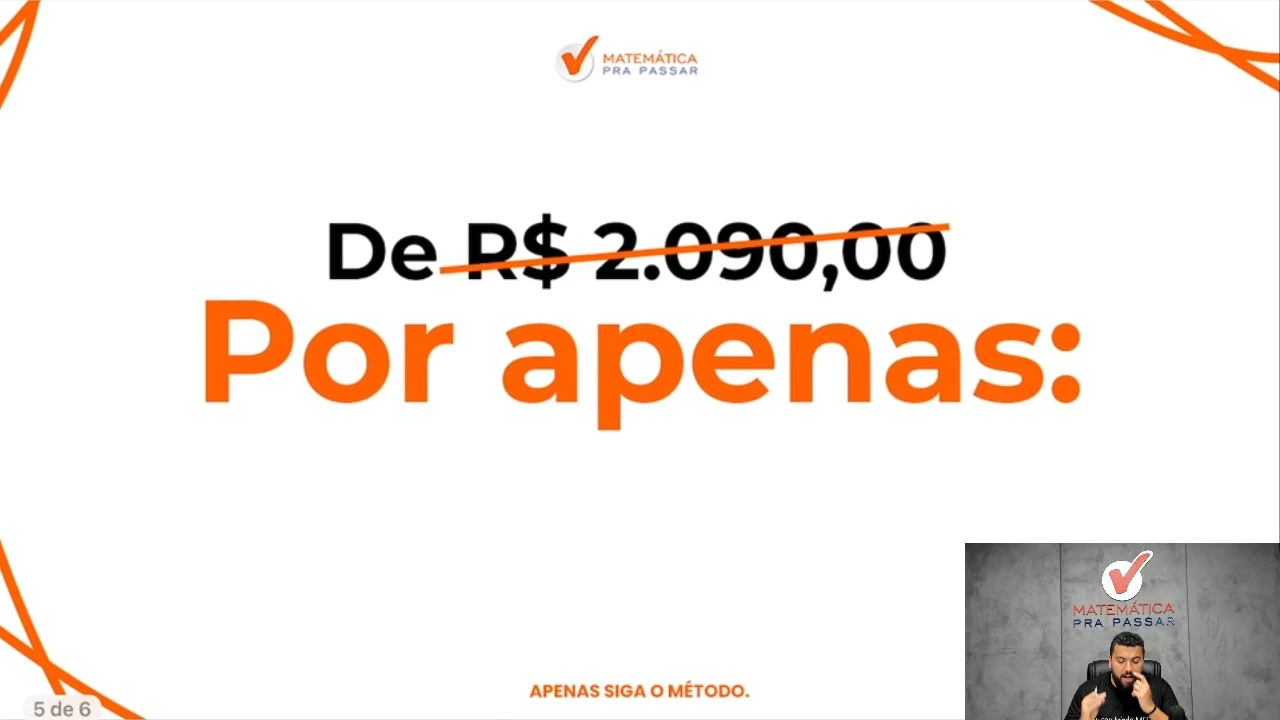 MATEMÁTICA
PRA PASSAR
De R$ 2.090,00
Por apenas:
MATEMÁTICA
PRA PASSAR
APENAS SIGA O MÉTODO.
5 de 6